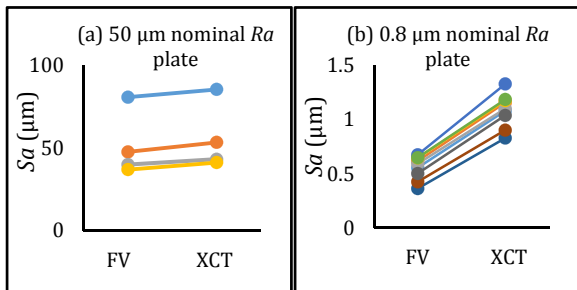 (a) 50 μm nominal Ra
plate
100
50
0
Sa (μm)
FV XCT
(b) 0.8 μm nominal Ra
plate
1.5
1
0.5
0
Sa (μm)
FV XCT